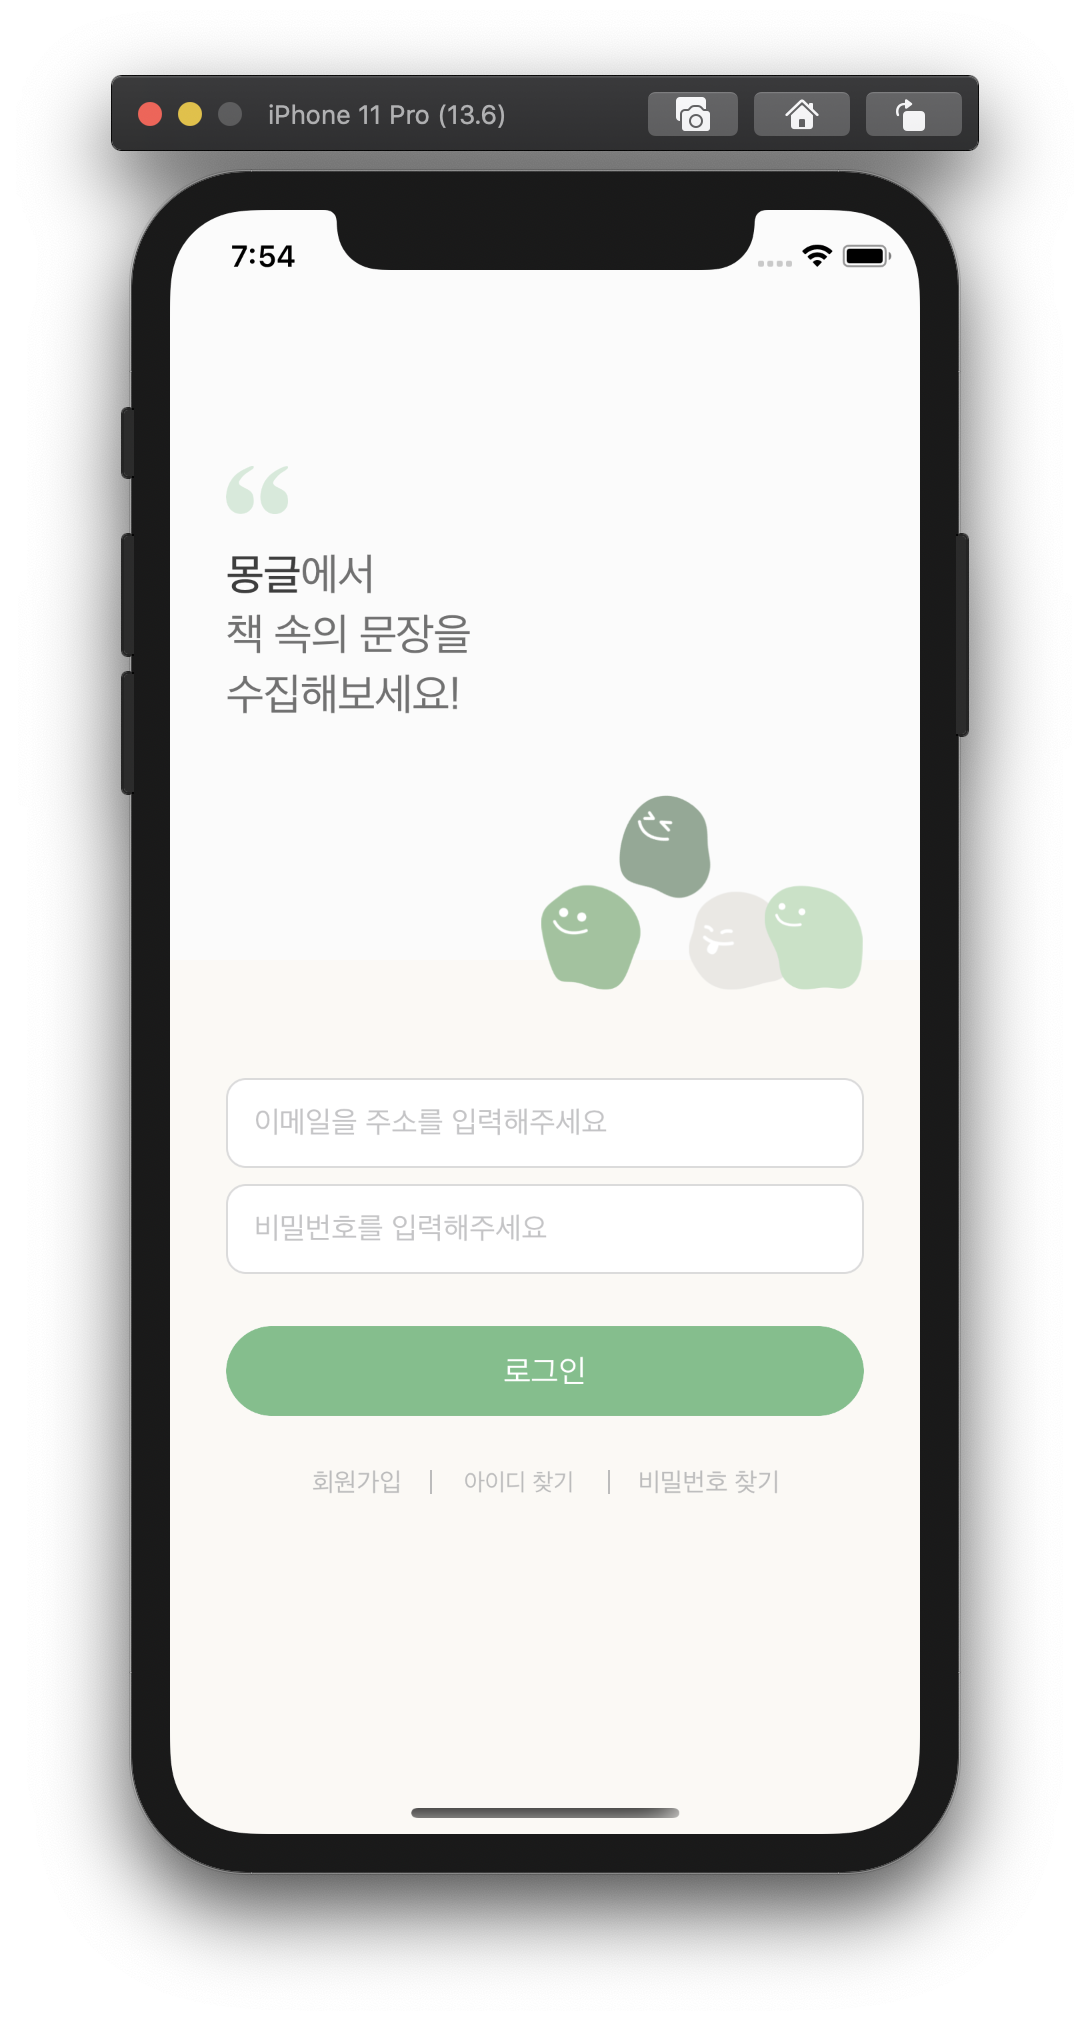 iPhone 11 Pro (13.6)
7:54
“
몽글에서
책 속의 문장을
수집해보세요!
이메일을 주소를 입력해주세요
비밀번호를 입력해주세요
로그인
회원가입 | 아이디 찾기 | 비밀번호 찾기